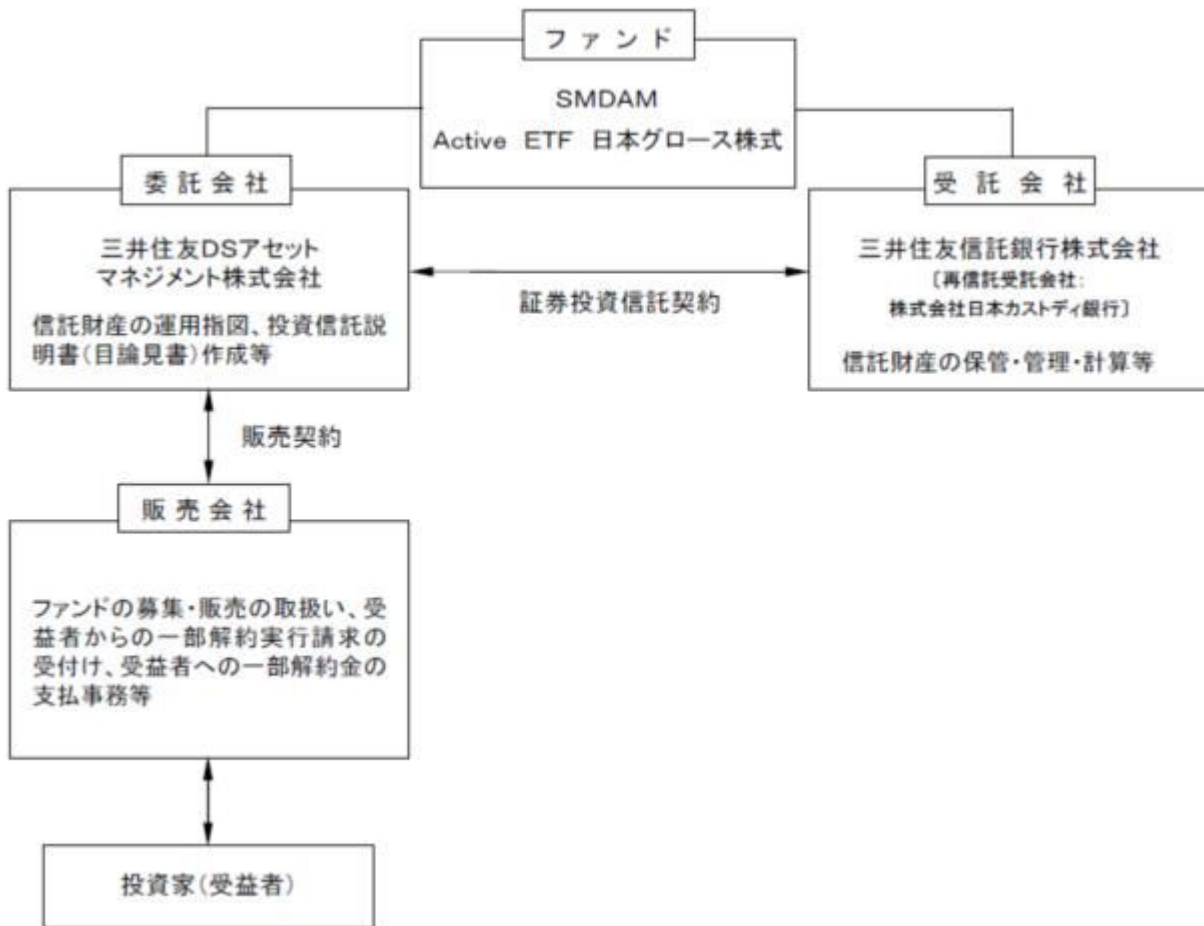 ファンド
SMDAM
Active ETF 日本グロース株式
委託会社
三井住友DSアセット
マネジメント株式会社
信託財産の運用指図、投資信託説
明書(目論見書)作成等
証券投資信託契約
受託会社
三井住友信託銀行株式会社
〔再信託受託会社:
株式会社日本カストディ銀行〕
信託財産の保管・管理・計算等
販売契約
販売会社
ファンドの募集・販売の取扱い、受
益者からの一部解約実行請求の
受付け、受益者への一部解約金の
支払事務等
投資家(受益者)